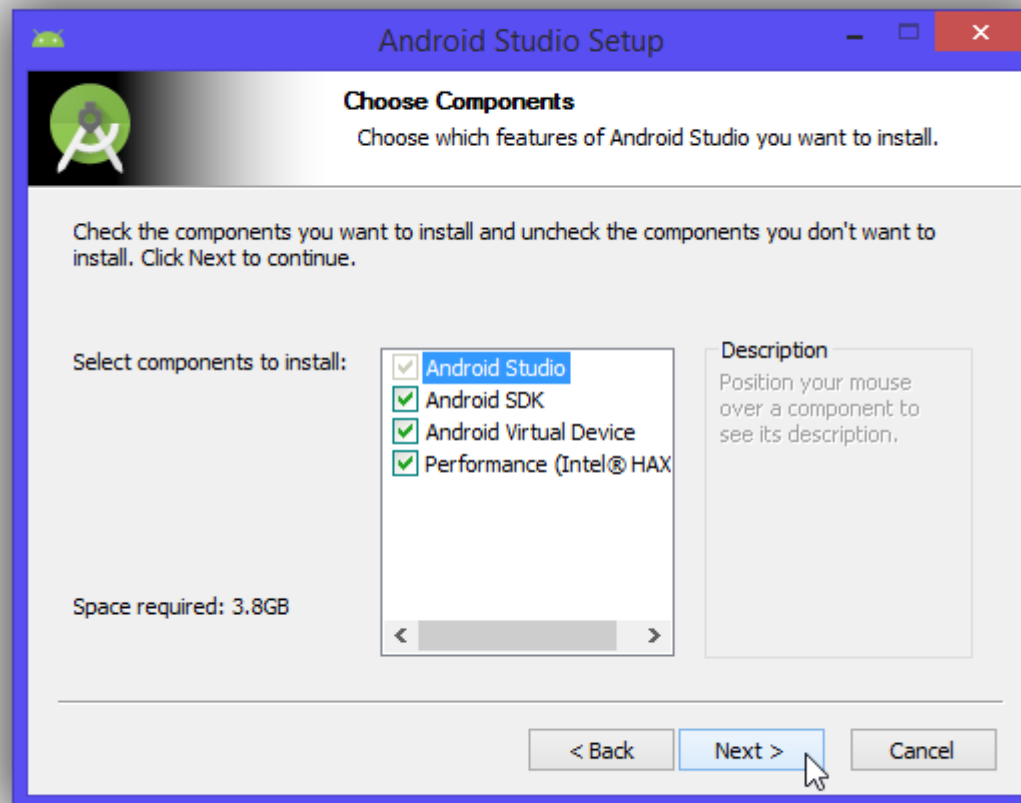 Android Studio Setup
Choose Components
Choose which features of Android Studio you want to install.
Check the components you want to install and uncheck the components you don't want to
install. Click Next to continue.
Select components to install:
Android Studio
Android SDK
Android Virtual Device
Performance (Intel® HAX
Description
Position your mouse
over a component to
see its description.
Space required: 3.8GB
< Back
Next >
Cancel